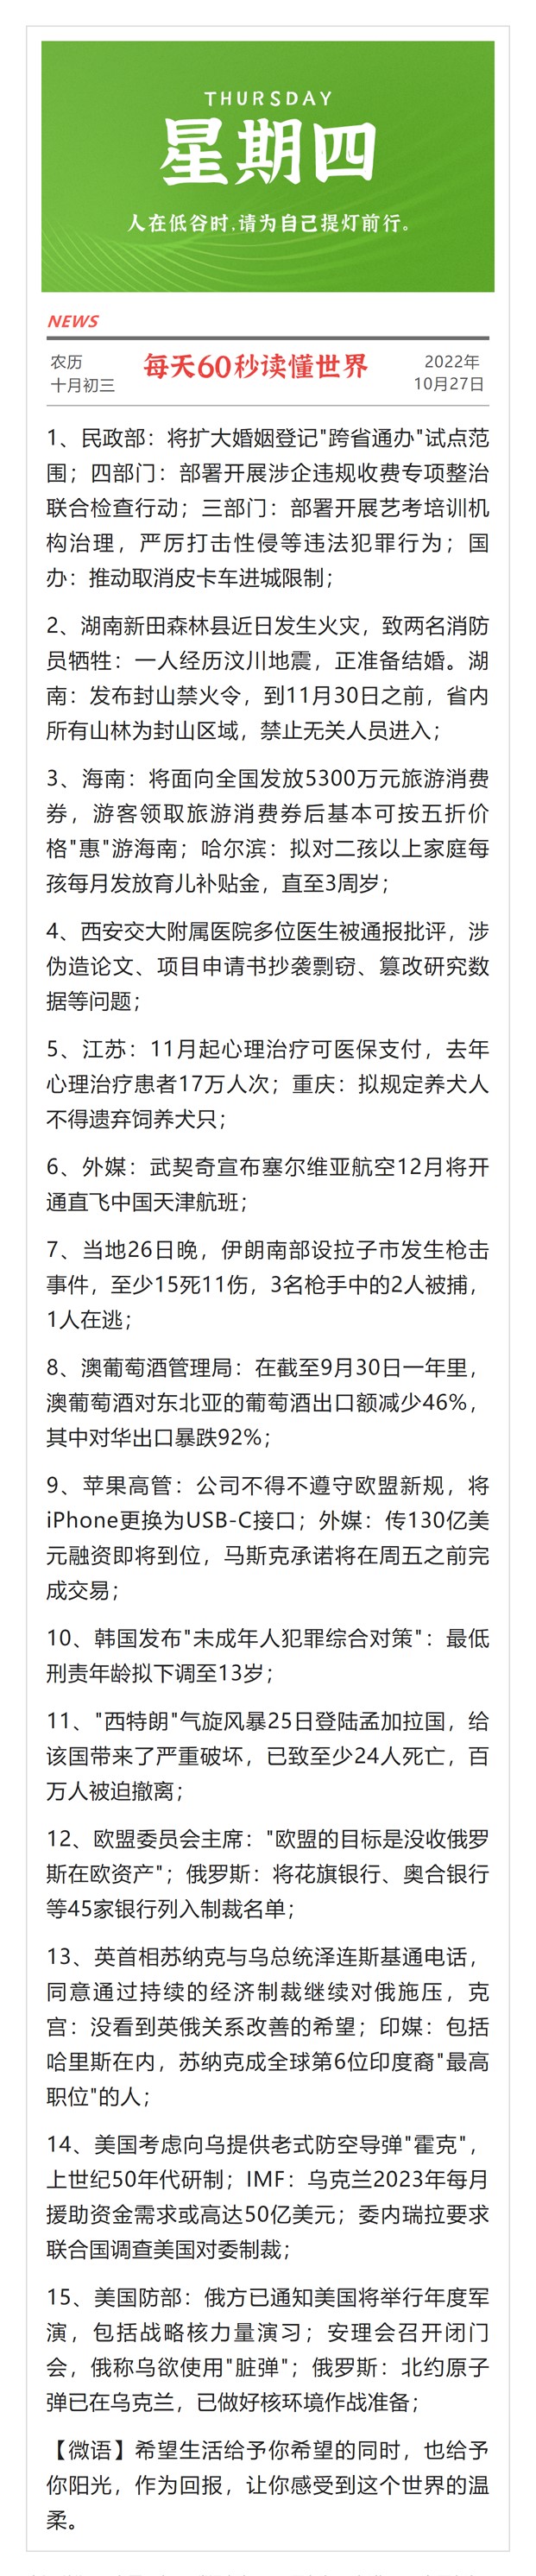 THURSDAY
星期四
人在低谷时,请为自己提灯前行。
NEWS
农历
十月初三
每天60秒读懂世界
2022年
10月27日
1、民政部：将扩大婚姻登记"跨省通办"试点范
围；四部门：部署开展涉企违规收费专项整治
联合检查行动；三部门：部署开展艺考培训机
构治理，严厉打击性侵等违法犯罪行为；国
办：推动取消皮卡车进城限制；
2、湖南新田森林县近日发生火灾，致两名消防
员牺牲：一人经历汶川地震，正准备结婚。湖
南：发布封山禁火令，到11月30日之前，省内
所有山林为封山区域，禁止无关人员进入；
3、海南：将面向全国发放5300万元旅游消费
券，游客领取旅游消费券后基本可按五折价
格"惠"游海南；哈尔滨：拟对二孩以上家庭每
孩每月发放育儿补贴金，直至3周岁；
4、西安交大附属医院多位医生被通报批评，涉
伪造论文、项目申请书抄袭剽窃、篡改研究数
据等问题；
5、江苏：11月起心理治疗可医保支付，去年
心理治疗患者17万人次；重庆：拟规定养犬人
不得遗弃饲养犬只；
6、外媒：武契奇宣布塞尔维亚航空12月将开
通直飞中国天津航班；
7、当地26日晚，伊朗南部设拉子市发生枪击
事件，至少15死11伤，3名枪手中的2人被捕，
1人在逃；
8、澳葡萄酒管理局：在截至9月30日一年里，
澳葡萄酒对东北亚的葡萄酒出口额减少46%，
其中对华出口暴跌92%；
9、苹果高管：公司不得不遵守欧盟新规，将
iPhone更换为USB-C接口；外媒：传130亿美
元融资即将到位，马斯克承诺将在周五之前完
成交易；
10、韩国发布"未成年人犯罪综合对策"：最低
刑责年龄拟下调至13岁；
11、"西特朗"气旋风暴25日登陆孟加拉国，给
该国带来了严重破坏，已致至少24人死亡，百
万人被迫撤离；
12、欧盟委员会主席："欧盟的目标是没收俄罗
斯在欧资产"；俄罗斯：将花旗银行、奥合银行
等45家银行列入制裁名单；
13、英首相苏纳克与乌总统泽连斯基通电话，
同意通过持续的经济制裁继续对俄施压，克
宫：没看到英俄关系改善的希望；印媒：包括
哈里斯在内，苏纳克成全球第6位印度裔"最高
职位"的人；
14、美国考虑向乌提供老式防空导弹"霍克"，
上世纪50年代研制；IMF：乌克兰2023年每月
援助资金需求或高达50亿美元；委内瑞拉要求
联合国调查美国对委制裁；
15、美国防部：俄方已通知美国将举行年度军
演，包括战略核力量演习；安理会召开闭门
会，俄称乌欲使用"脏弹"；俄罗斯：北约原子
弹已在乌克兰，已做好核环境作战准备；
【微语】希望生活给予你希望的同时，也给予
你阳光，作为回报，让你感受到这个世界的温
柔。